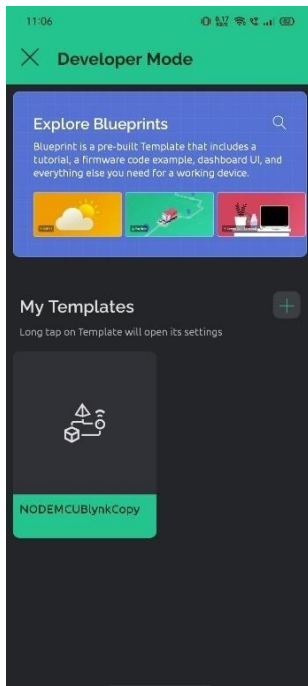 11:06
Developer Mode
Explore Blueprints
Blueprint is a pre-built Template that includes a
tutorial, a firmware code example, dashboard UI, and
everything else you need for a working device.
My Templates
Long tap on Template will open its settings
NODEMCUBlynkCopy